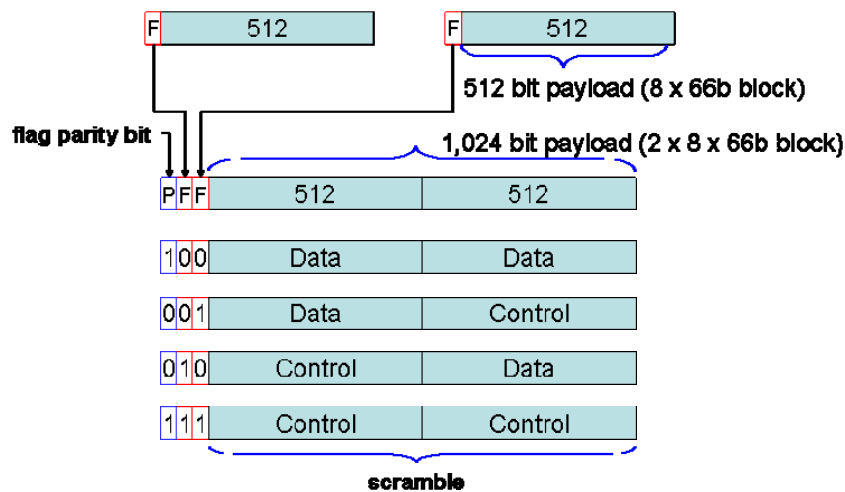 F 512 F 512
512 bit payload (8 x 66b block)
flag parity bit
1,024 bit payload (2 x 8 x 66b block)
P F F 512 512
1 0 0 Data Data
0 0 1 Data Control
0 1 0 Control Data
1 1 1 Control Control
scramble